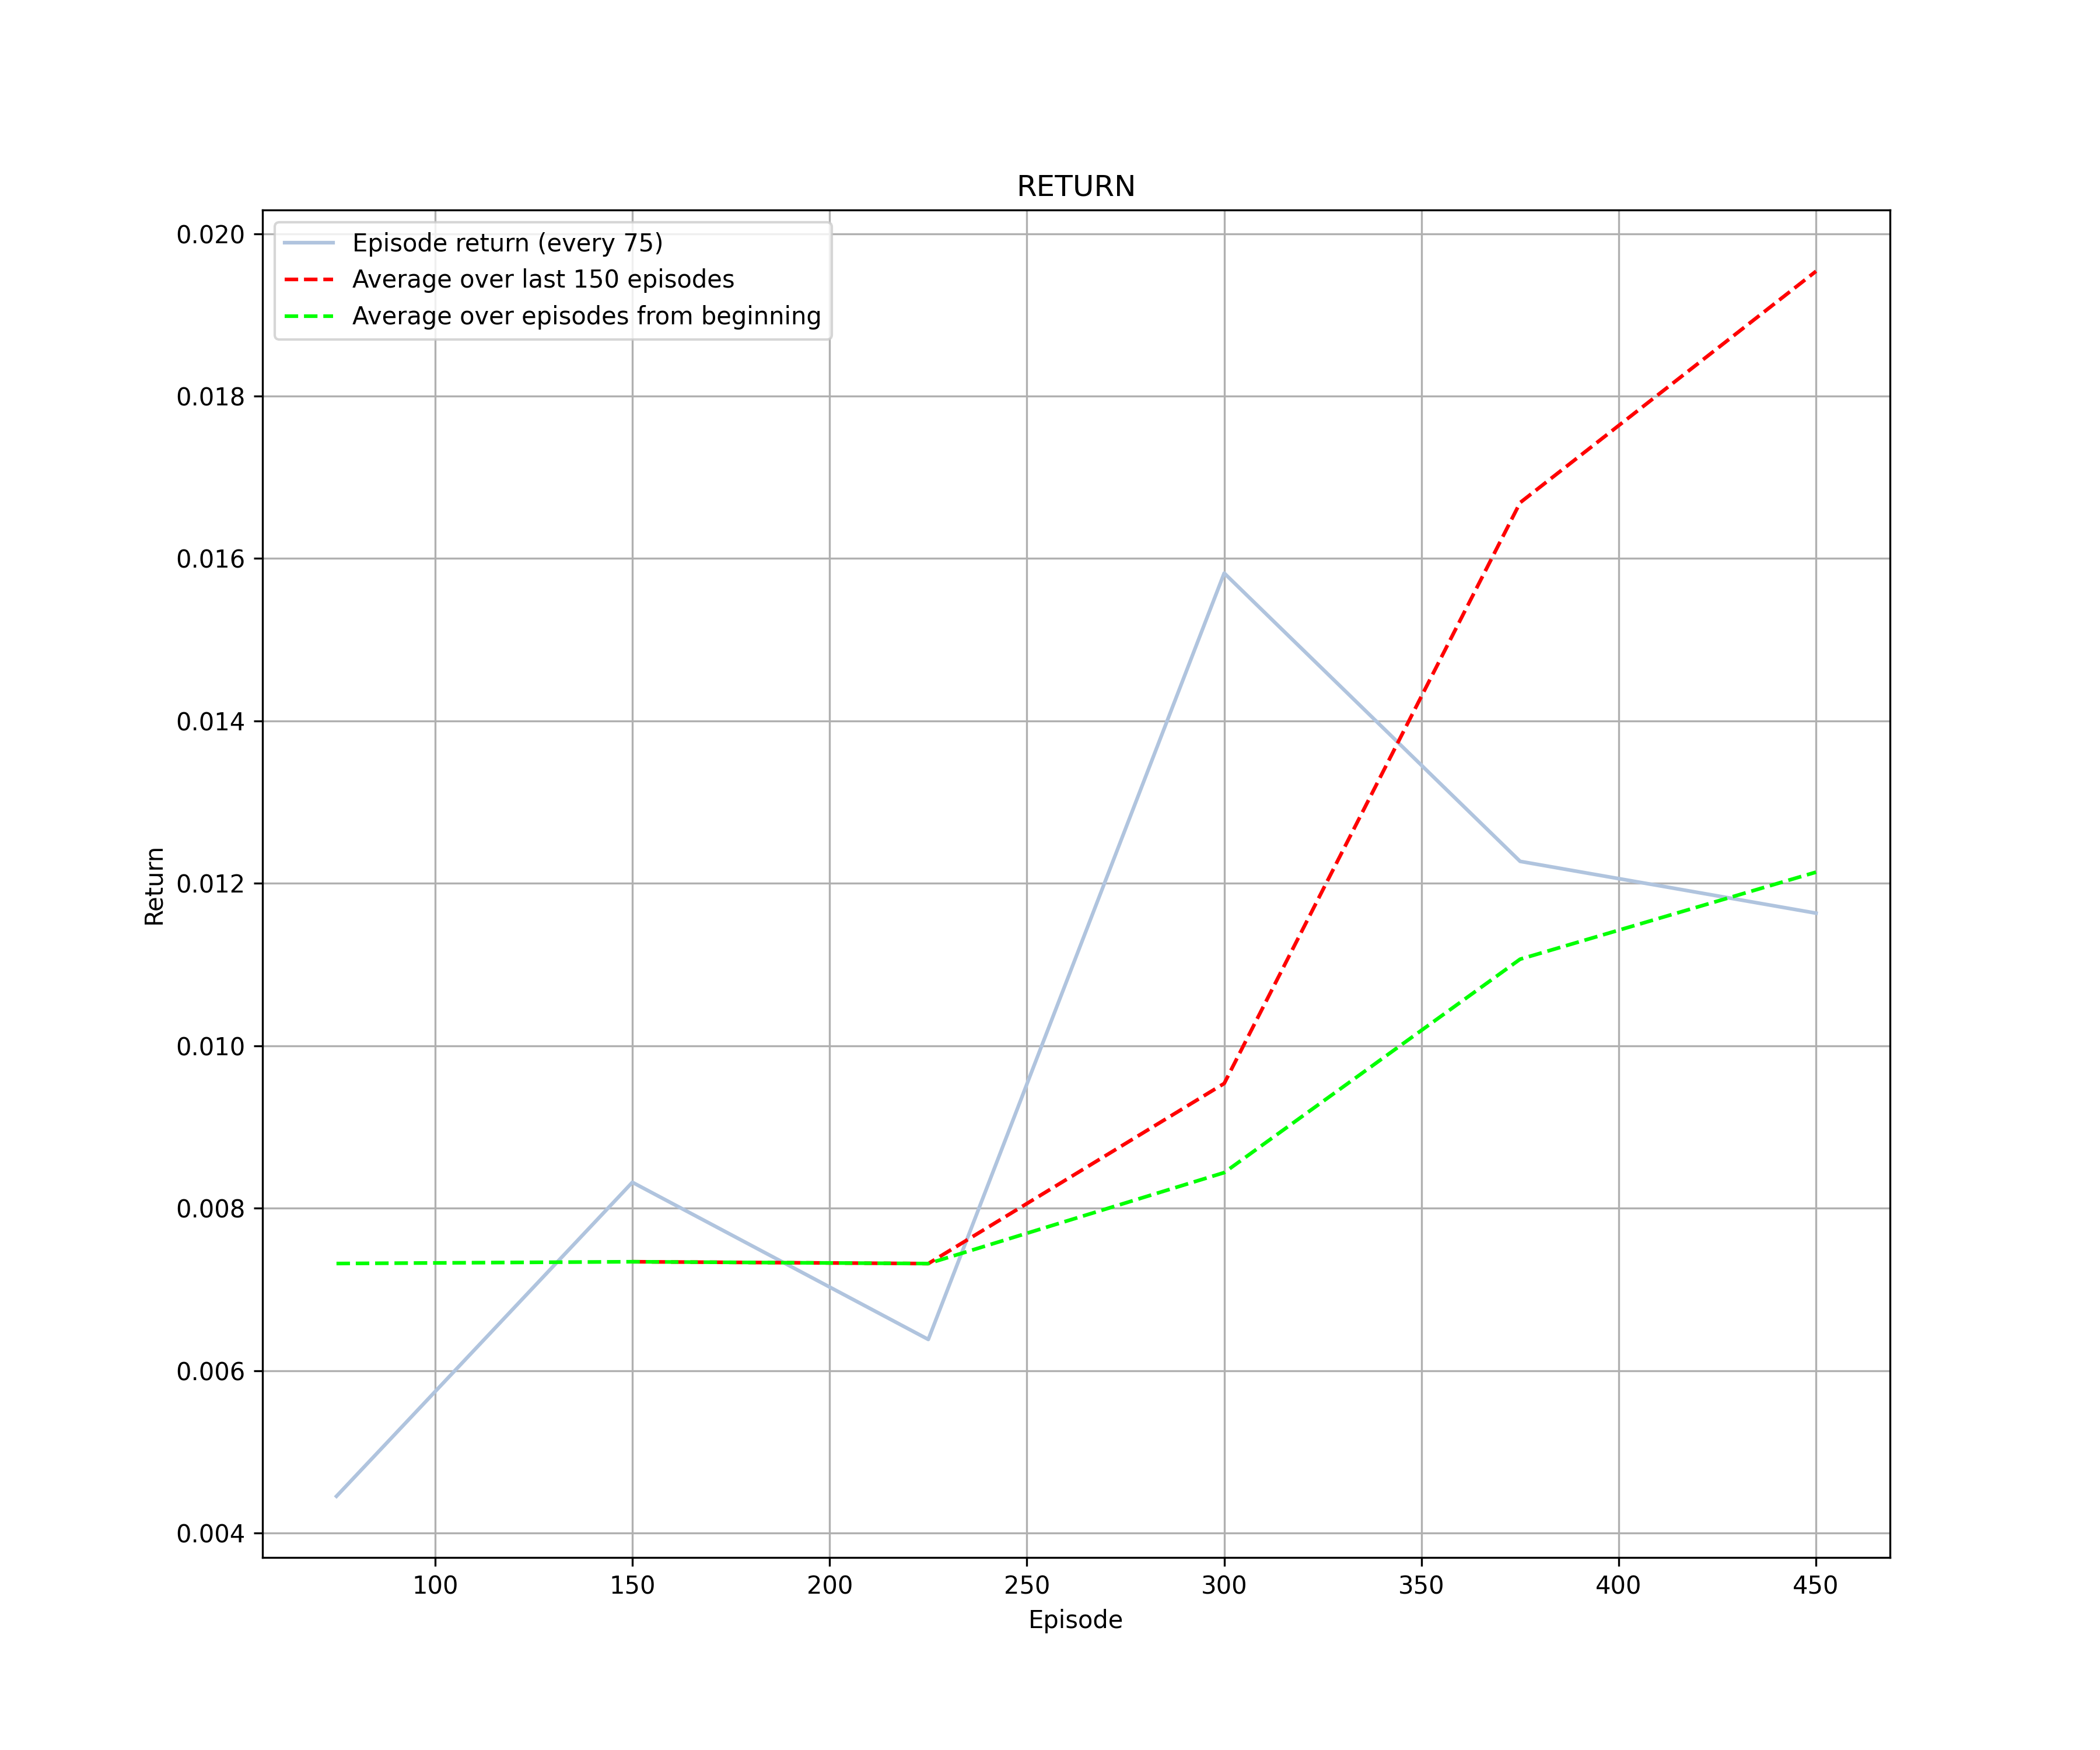 RETURN
Episode return (every 75)
Average over last 150 episodes
Average over episodes from beginning
0.020
0.018
0.016
0.014
0.012
0.010
0.008
0.006
0.004
Return
100 150 200 250 300 350 400 450
Episode